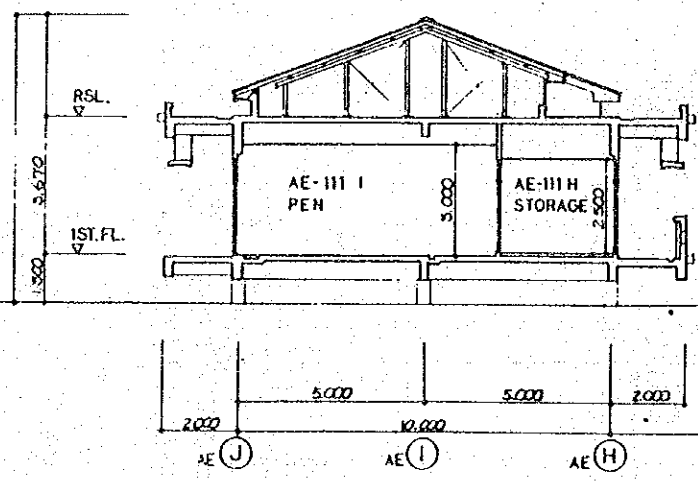 RSL.
3.670
AE-111 I
PEN
3.000
AE-111 H
STORAGE
2.500
1ST.FL.
1.300
5.000
5.000
2.000
2.000
10.000
AE J
AE I
AE H